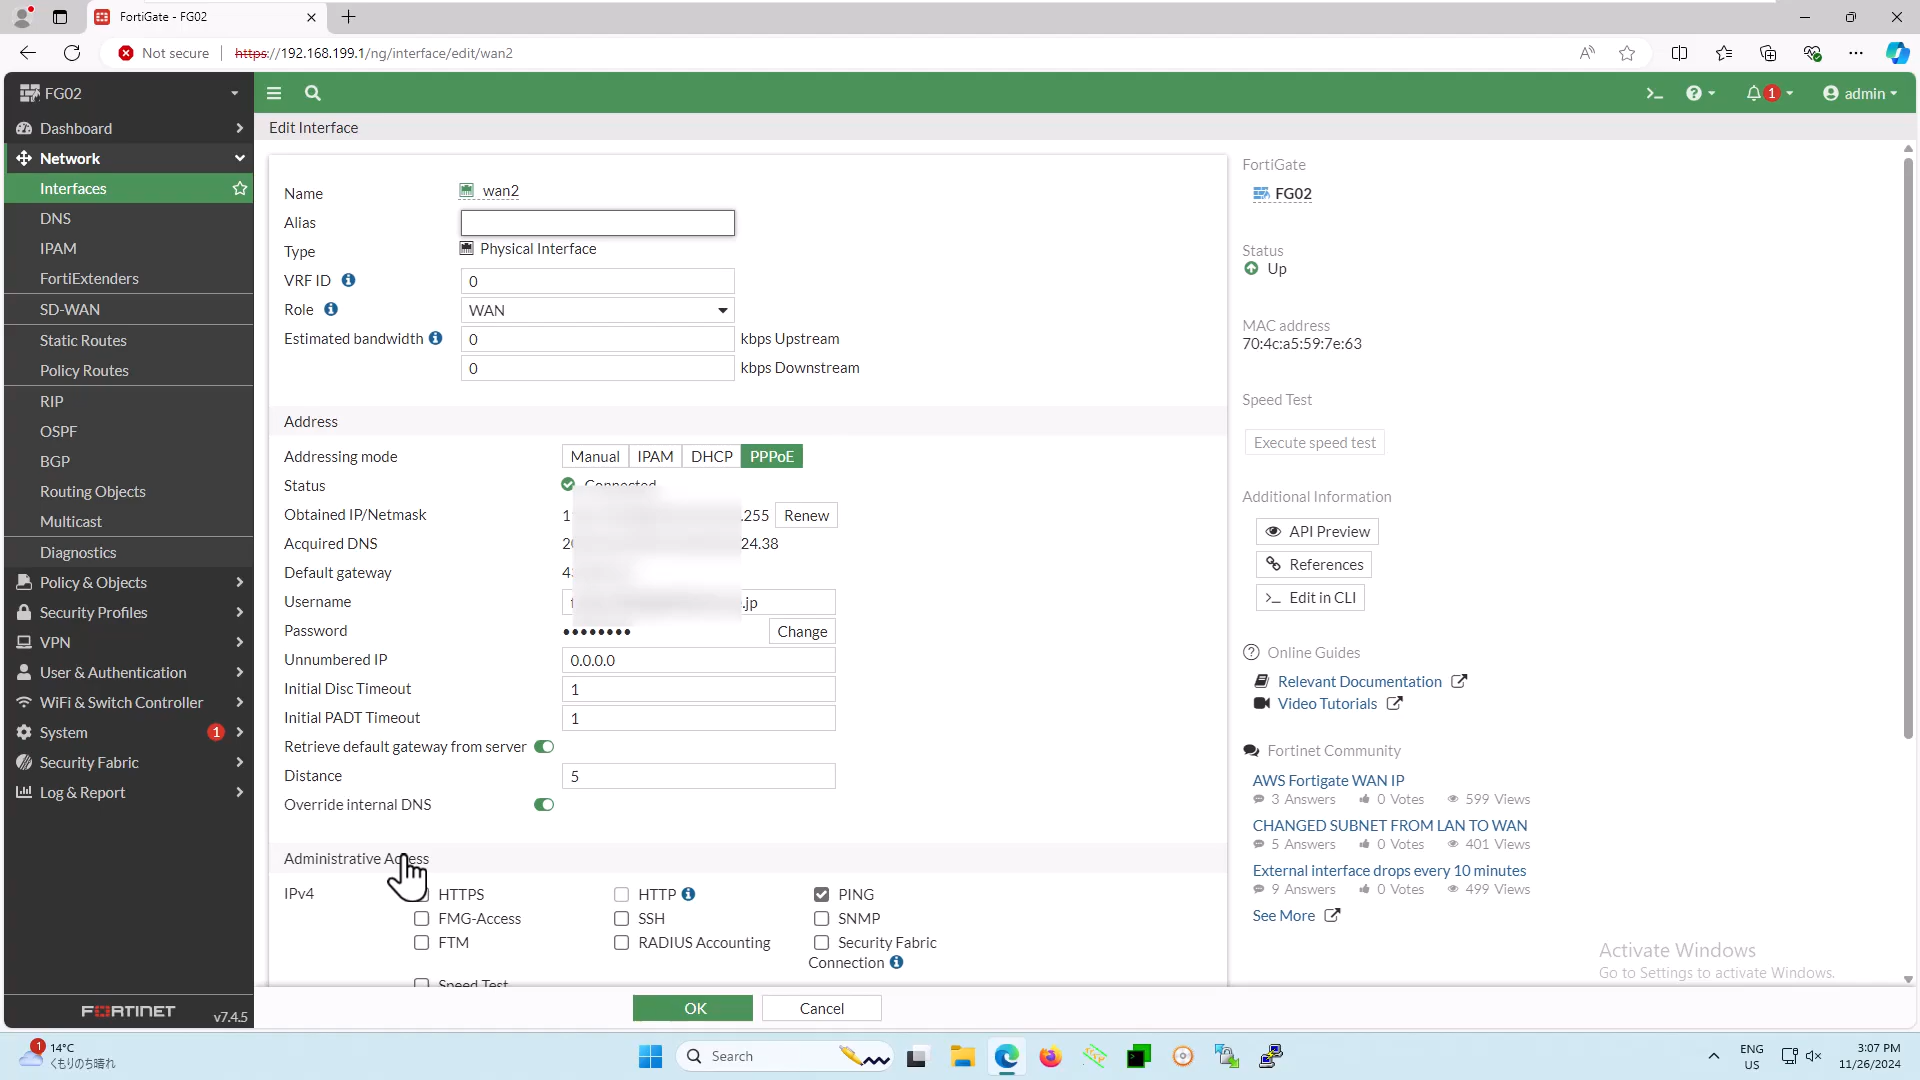 FortiGate - FG02
Not secure
https://192.168.199.1/ng/interface/edit/wan2
FG02
1
admin
Dashboard
Network
Interfaces
DNS
IPAM
FortiExtenders
SD-WAN
Static Routes
Policy Routes
RIP
OSPF
BGP
Routing Objects
Multicast
Diagnostics
Policy & Objects
Security Profiles
VPN
User & Authentication
WiFi & Switch Controller
System 1
Security Fabric
Log & Report
FORTINET
v7.4.5
Edit Interface
Name wan2
Alias
Type Physical Interface
VRF ID 0
Role WAN
Estimated bandwidth 0 kbps Upstream
0 kbps Downstream
Address
Addressing mode Manual IPAM DHCP PPPoE
Status Connected
Obtained IP/Netmask .255 Renew
Acquired DNS 24.38
Default gateway
Username .jp
Password •••••••• Change
Unnumbered IP 0.0.0.0
Initial Disc Timeout 1
Initial PADT Timeout 1
Retrieve default gateway from server
Distance 5
Override internal DNS
Administrative Access
IPv4 HTTPS HTTP PING
FMG-Access SSH SNMP
FTM RADIUS Accounting Security Fabric
Connection
Speed Test
OK Cancel
FortiGate
FG02
Status
Up
MAC address
70:4c:a5:59:7e:63
Speed Test
Execute speed test
Additional Information
API Preview
References
Edit in CLI
Online Guides
Relevant Documentation
Video Tutorials
Fortinet Community
AWS Fortigate WAN IP
3 Answers 0 Votes 599 Views
CHANGED SUBNET FROM LAN TO WAN
5 Answers 0 Votes 401 Views
External interface drops every 10 minutes
9 Answers 0 Votes 499 Views
See More
Activate Windows
Go to Settings to activate Windows.
1
14°C
くもりのち晴れ
Search
ENG
US
3:07 PM
11/26/2024